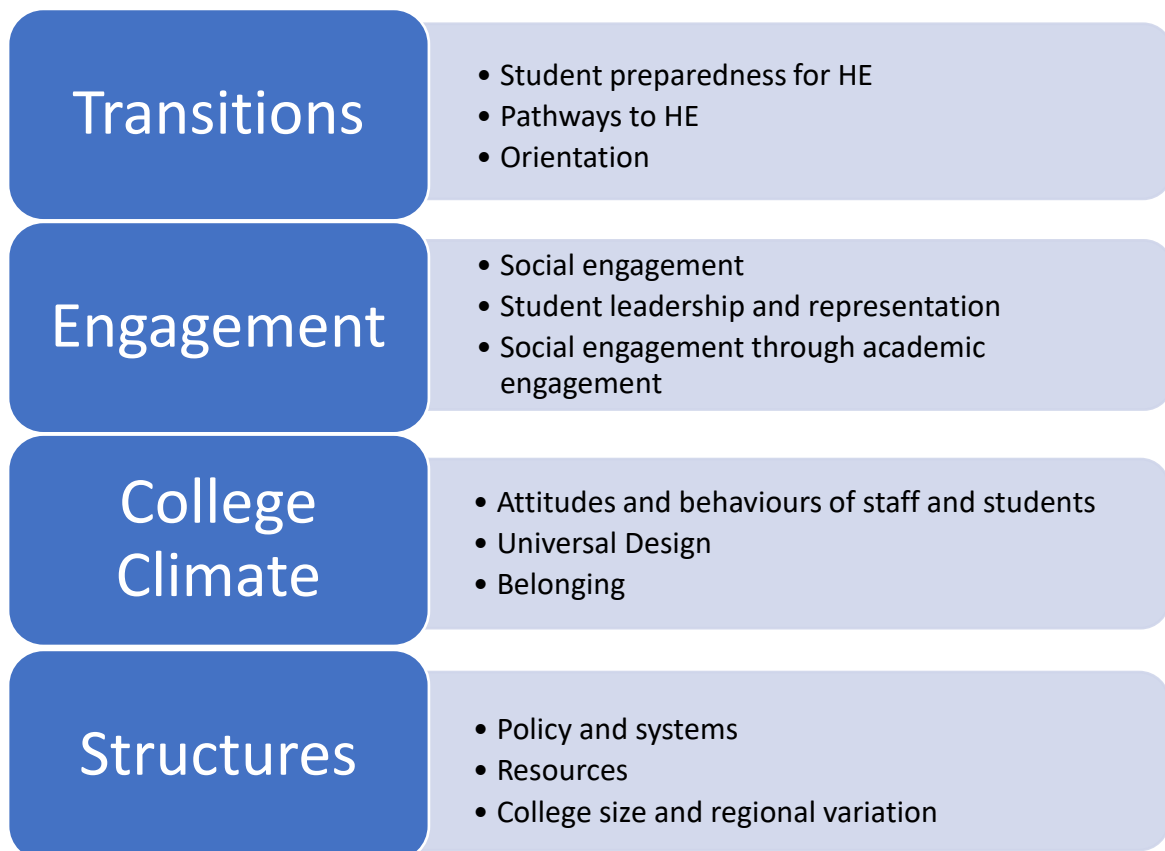 Transitions
• Student preparedness for HE
• Pathways to HE
• Orientation
Engagement
• Social engagement
• Student leadership and representation
• Social engagement through academic
engagement
College
Climate
• Attitudes and behaviours of staff and students
• Universal Design
• Belonging
Structures
• Policy and systems
• Resources
• College size and regional variation